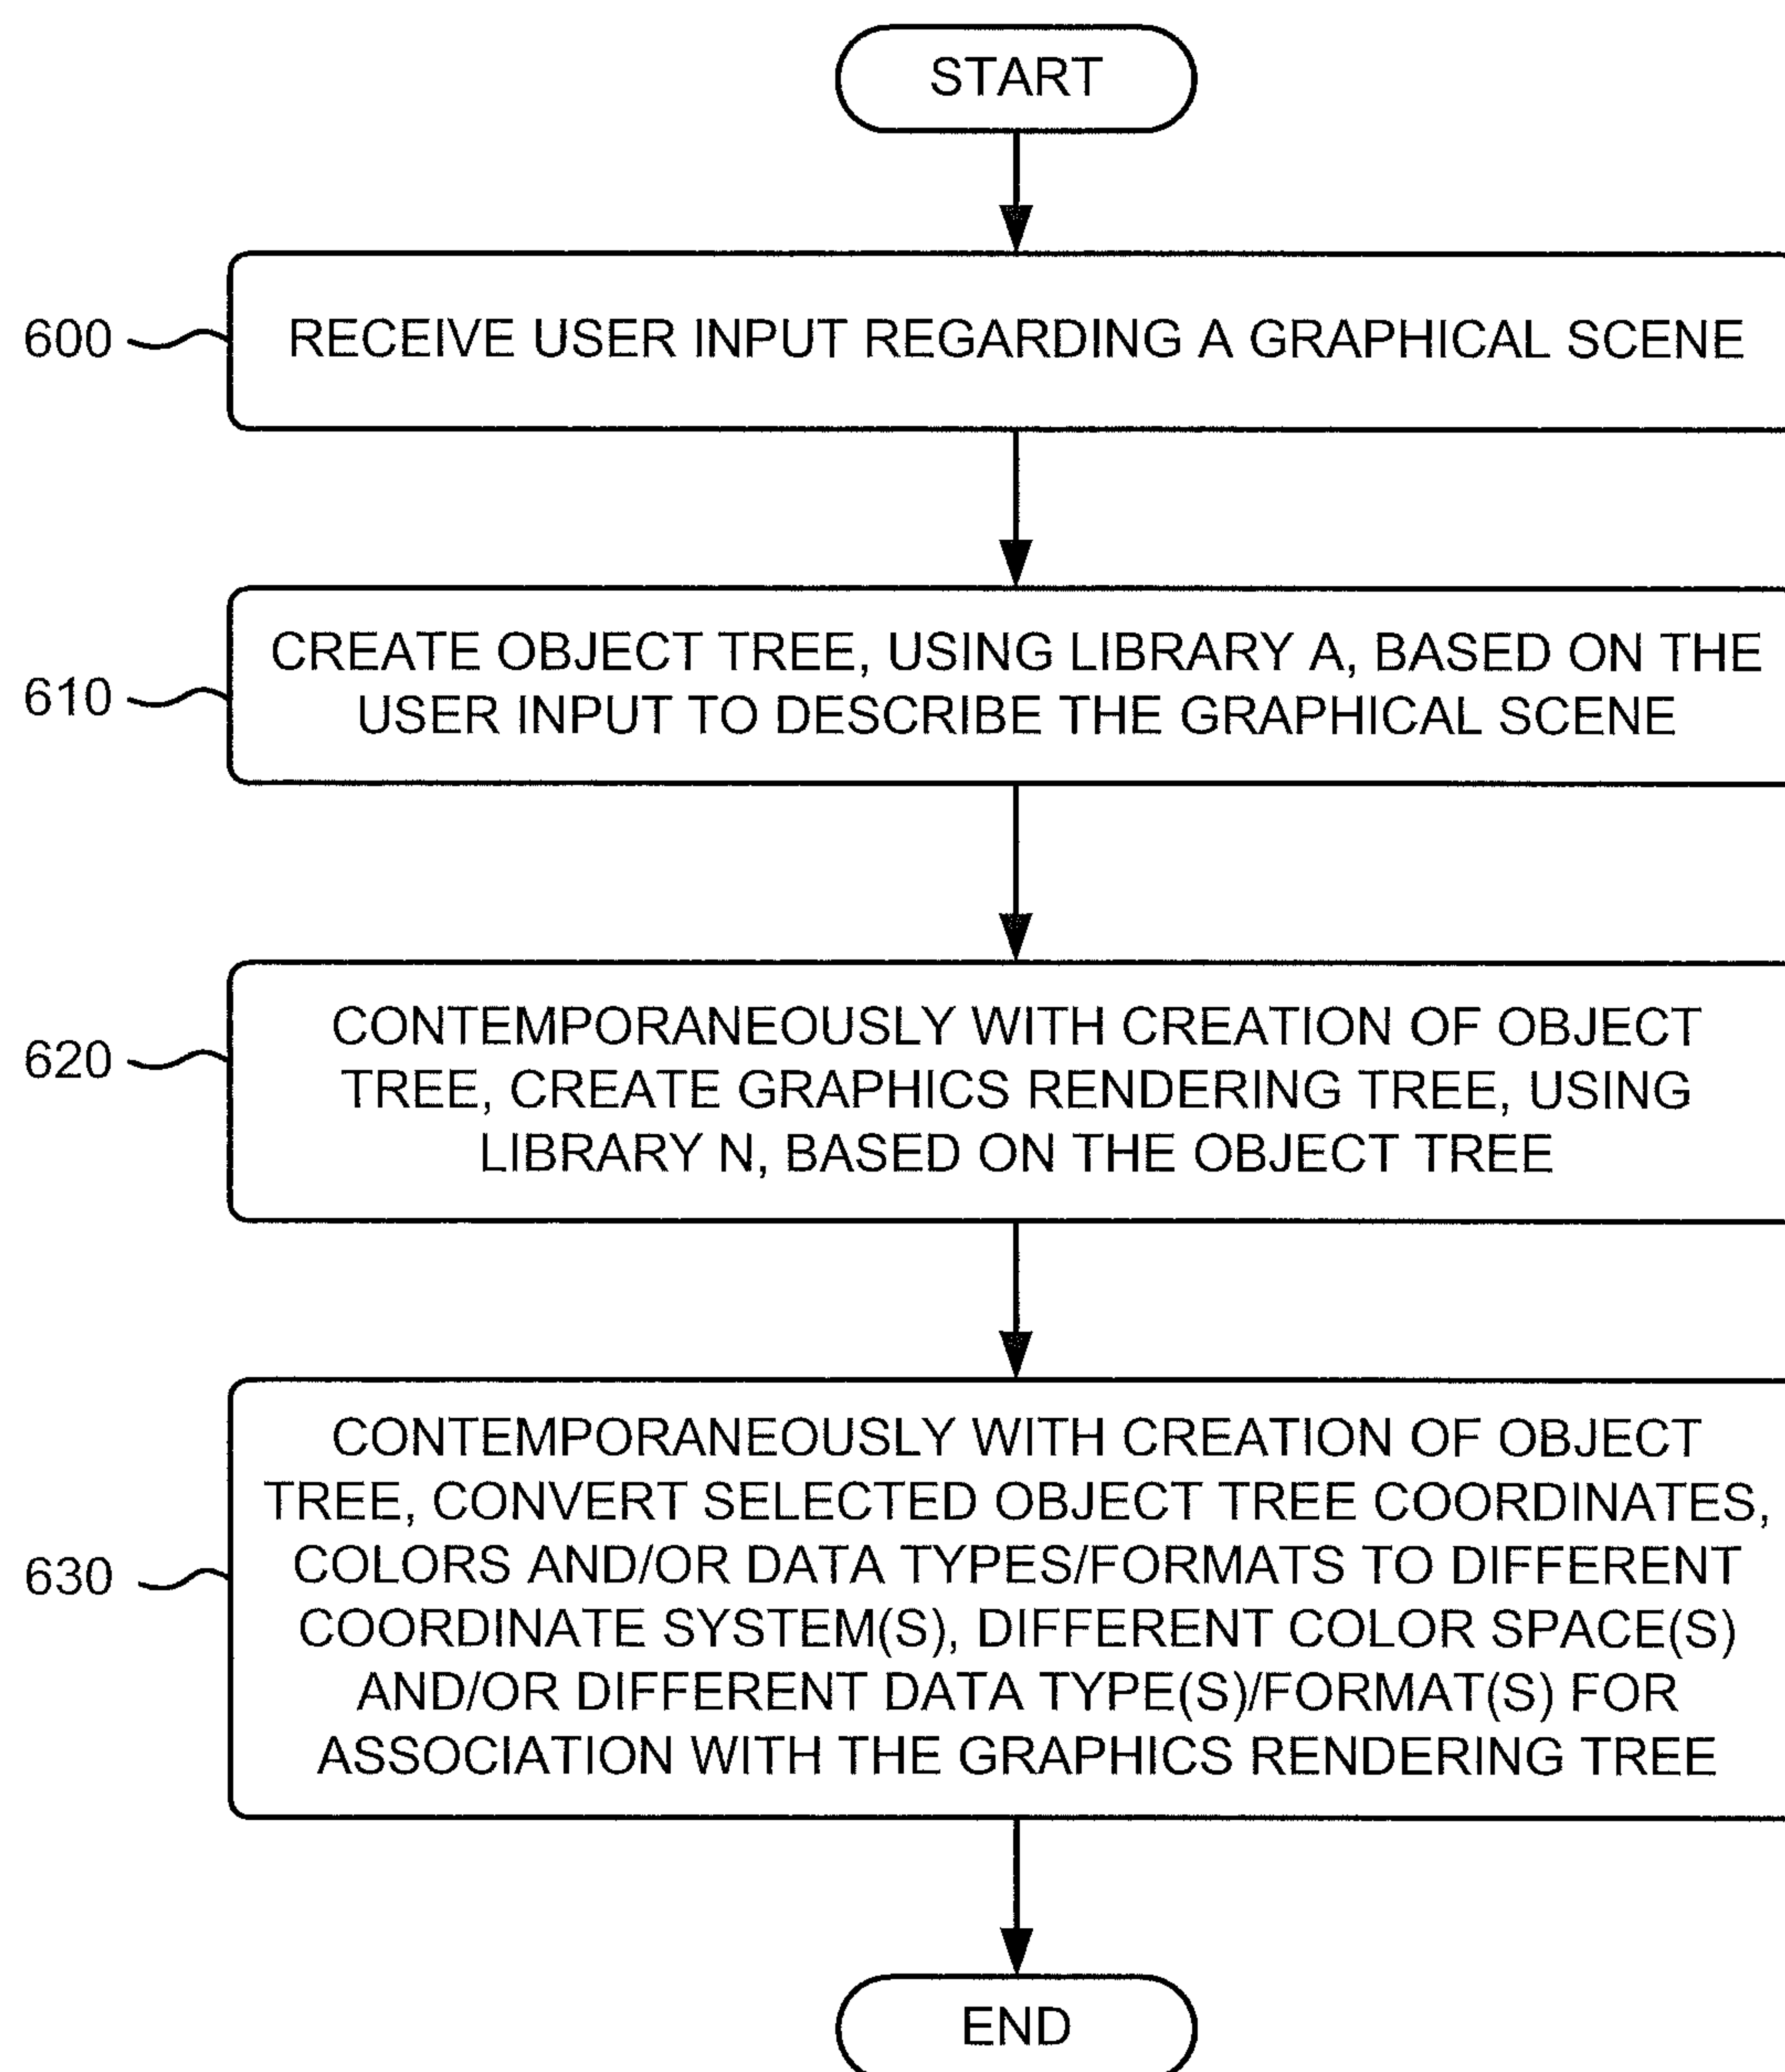 START
600
RECEIVE USER INPUT REGARDING A GRAPHICAL SCENE
610
CREATE OBJECT TREE, USING LIBRARY A, BASED ON THE
USER INPUT TO DESCRIBE THE GRAPHICAL SCENE
620
CONTEMPORANEOUSLY WITH CREATION OF OBJECT
TREE, CREATE GRAPHICS RENDERING TREE, USING
LIBRARY N, BASED ON THE OBJECT TREE
630
CONTEMPORANEOUSLY WITH CREATION OF OBJECT
TREE, CONVERT SELECTED OBJECT TREE COORDINATES,
COLORS AND/OR DATA TYPES/FORMATS TO DIFFERENT
COORDINATE SYSTEM(S), DIFFERENT COLOR SPACE(S)
AND/OR DIFFERENT DATA TYPE(S)/FORMAT(S) FOR
ASSOCIATION WITH THE GRAPHICS RENDERING TREE
END